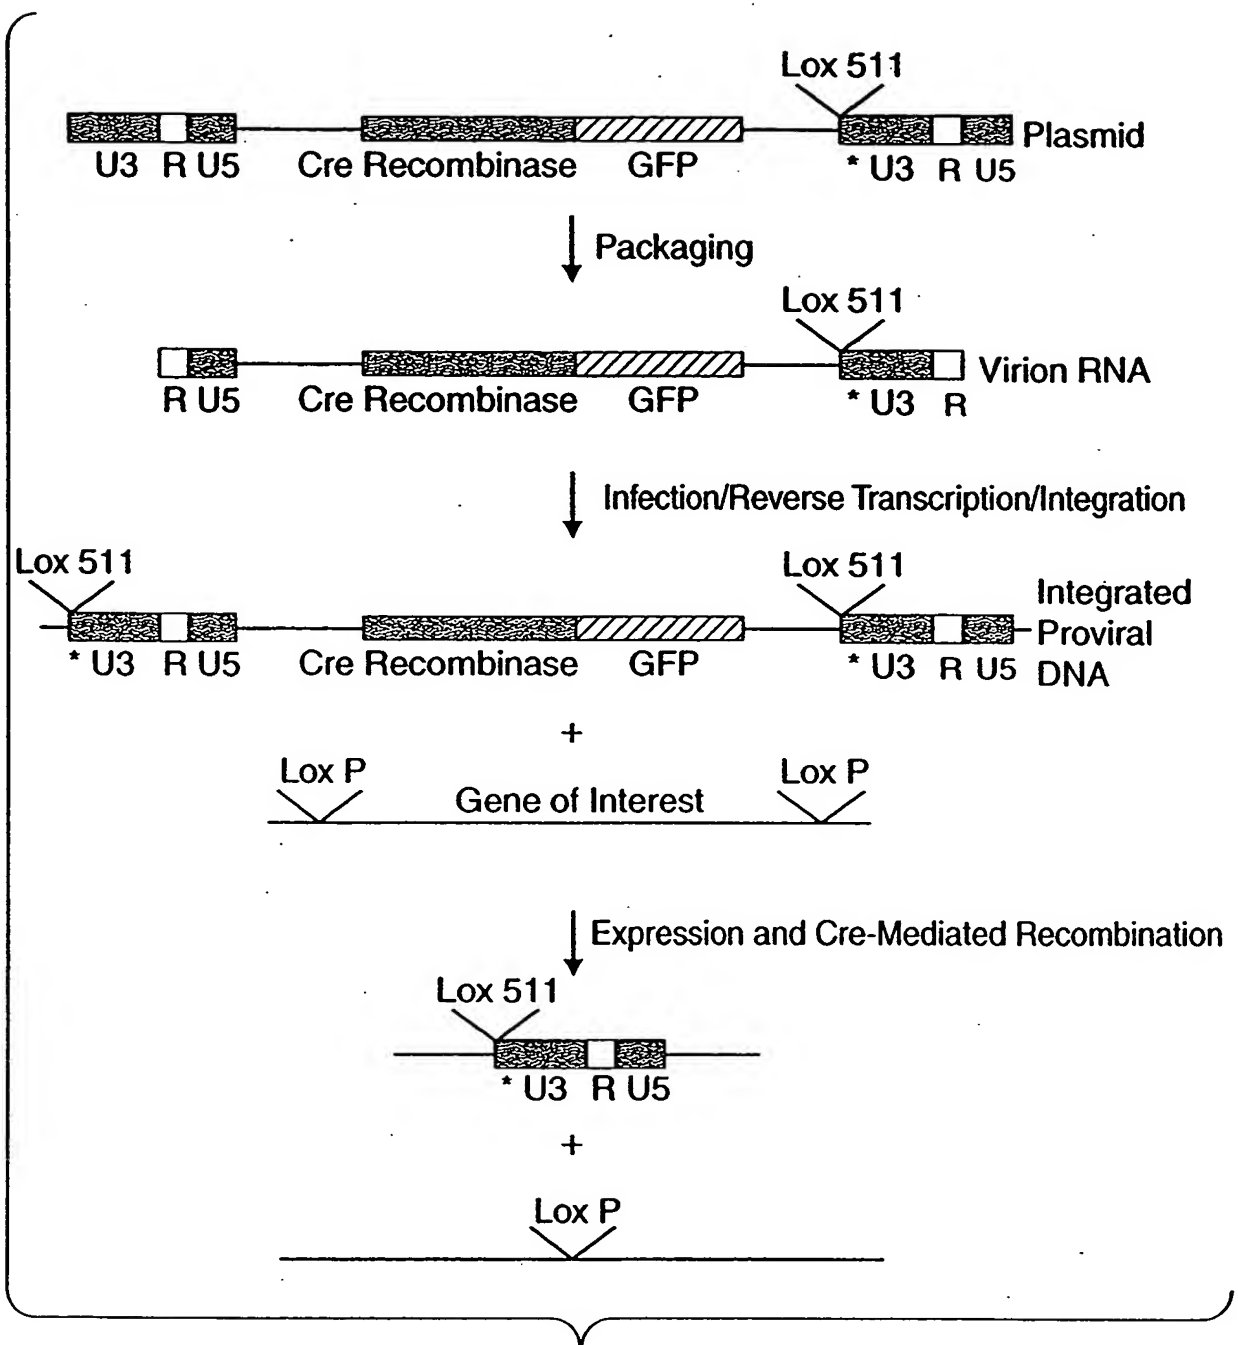 Lox 511
Plasmid
U3 R U5 Cre Recombinase GFP * U3 R U5
Packaging
Lox 511
Virion RNA
R U5 Cre Recombinase GFP * U3 R
Infection/Reverse Transcription/Integration
Lox 511 Lox 511
Integrated
Proviral
DNA
* U3 R U5 Cre Recombinase GFP * U3 R U5
+
Lox P Lox P
Gene of Interest
Expression and Cre-Mediated Recombination
Lox 511
* U3 R U5
+
Lox P